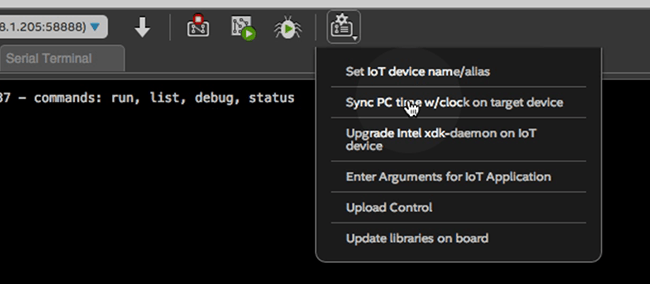 8.1.205:58888)
Serial Terminal
37 – commands: run, list, debug, status
Set IoT device name/alias
Sync PC time w/clock on target device
Upgrade Intel xdk-daemon on IoT
device
Enter Arguments for IoT Application
Upload Control
Update libraries on board